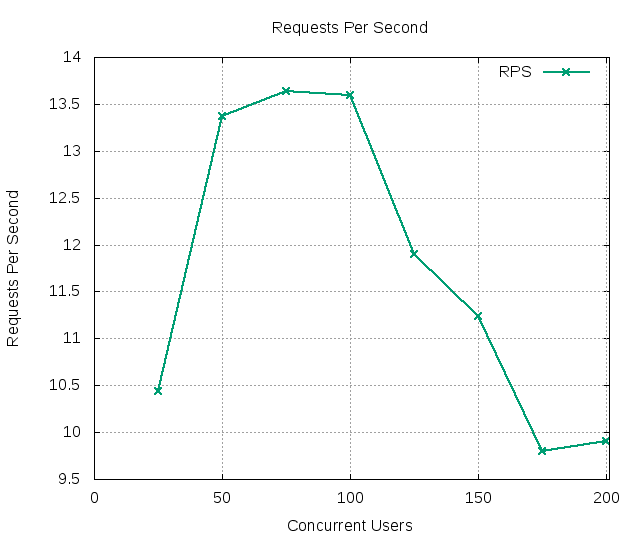 Requests Per Second
RPS
Requests Per Second
14
13.5
13
12.5
12
11.5
11
10.5
10
9.5
0 50 100 150 200
Concurrent Users